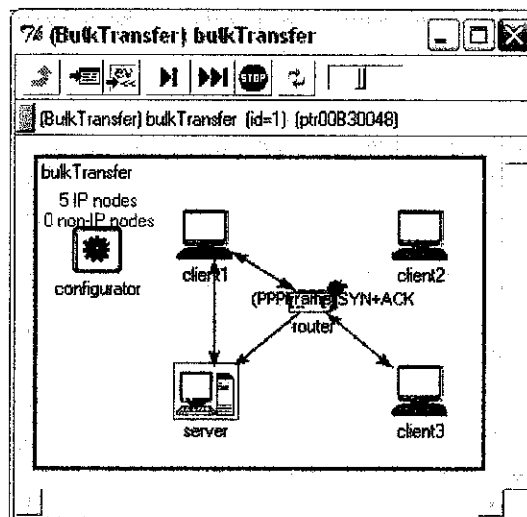 (BulkTransfer) bulkTransfer
STOP
(BulkTransfer) bulkTransfer (id=1) (ptr00B30048)
bulkTransfer
5 IP nodes
0 non-IP nodes
configurator
client1
client2
(PPPFrame)SYN+ACK
router
server
client3